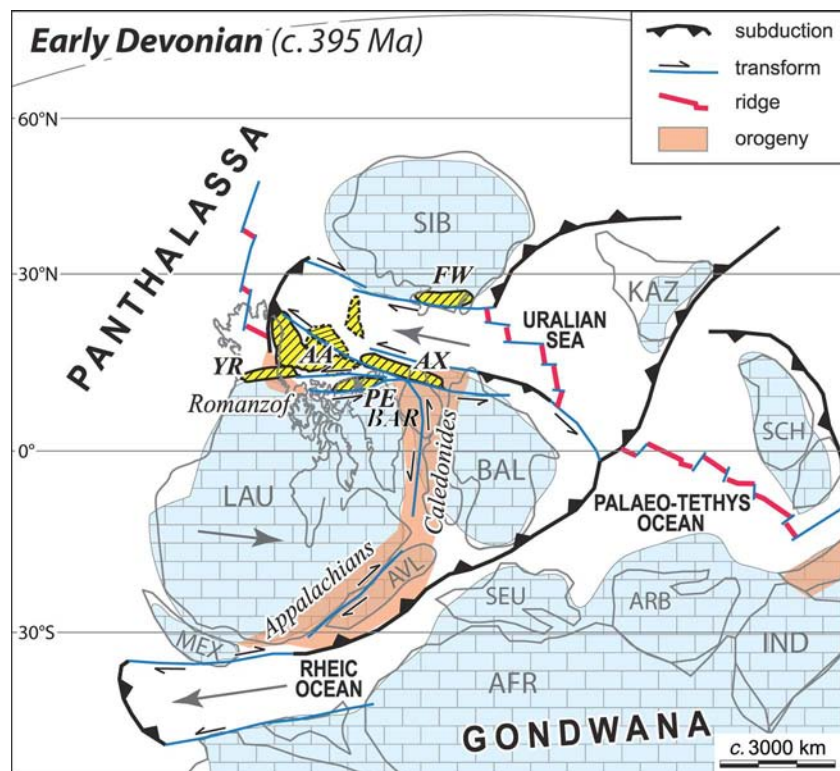 Early Devonian (c. 395 Ma)
subduction
transform
ridge
orogeny
60°N
PANTHALASSA
SIB
30°N
FW
KAZ
URALIAN
SEA
YR
AA
AX
Romanzof
PE
BAR
SCH
0°
LAU
BAL
Caledonides
PALAEO-TETHYS
OCEAN
Appalachians
AVL
SEU
ARB
30°S
MEX
IND
RHEIC
OCEAN
AFR
GONDWANA
c. 3000 km